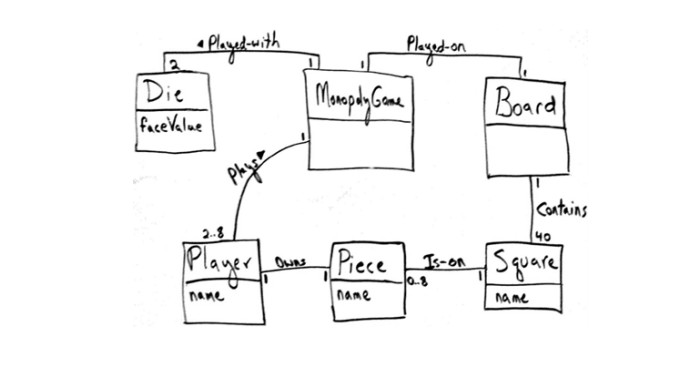 ◄ Played-with
Played-on
2
1
1
1
Die
faceValue
MonopolyGame
Board
1
Plays ►
1
Contains
2..8
40
Player
name
Owns
1
1
Piece
name
Is-on
0..8
1
Square
name